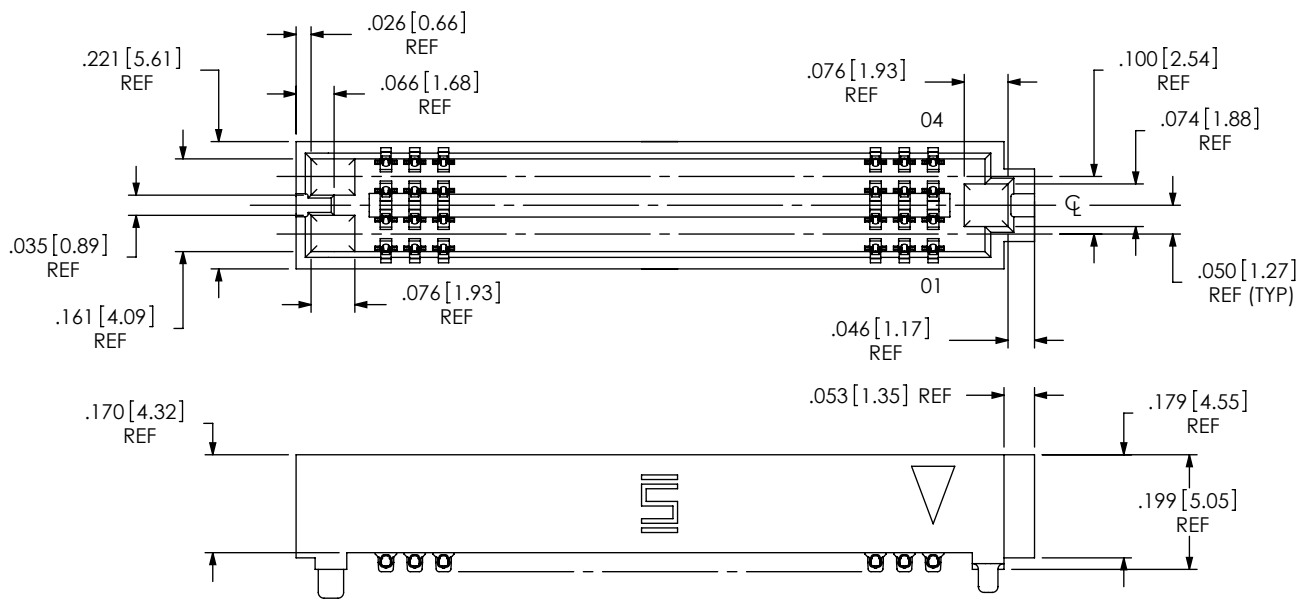 .026[0.66]
REF
.221[5.61]
REF
.066[1.68]
REF
.076[1.93]
REF
.100[2.54]
REF
04
.074[1.88]
REF
℄
.035[0.89]
REF
.050[1.27]
REF (TYP)
.076[1.93]
REF
01
.161[4.09]
REF
.046[1.17]
REF
.053[1.35] REF
.170[4.32]
REF
.179[4.55]
REF
.199[5.05]
REF